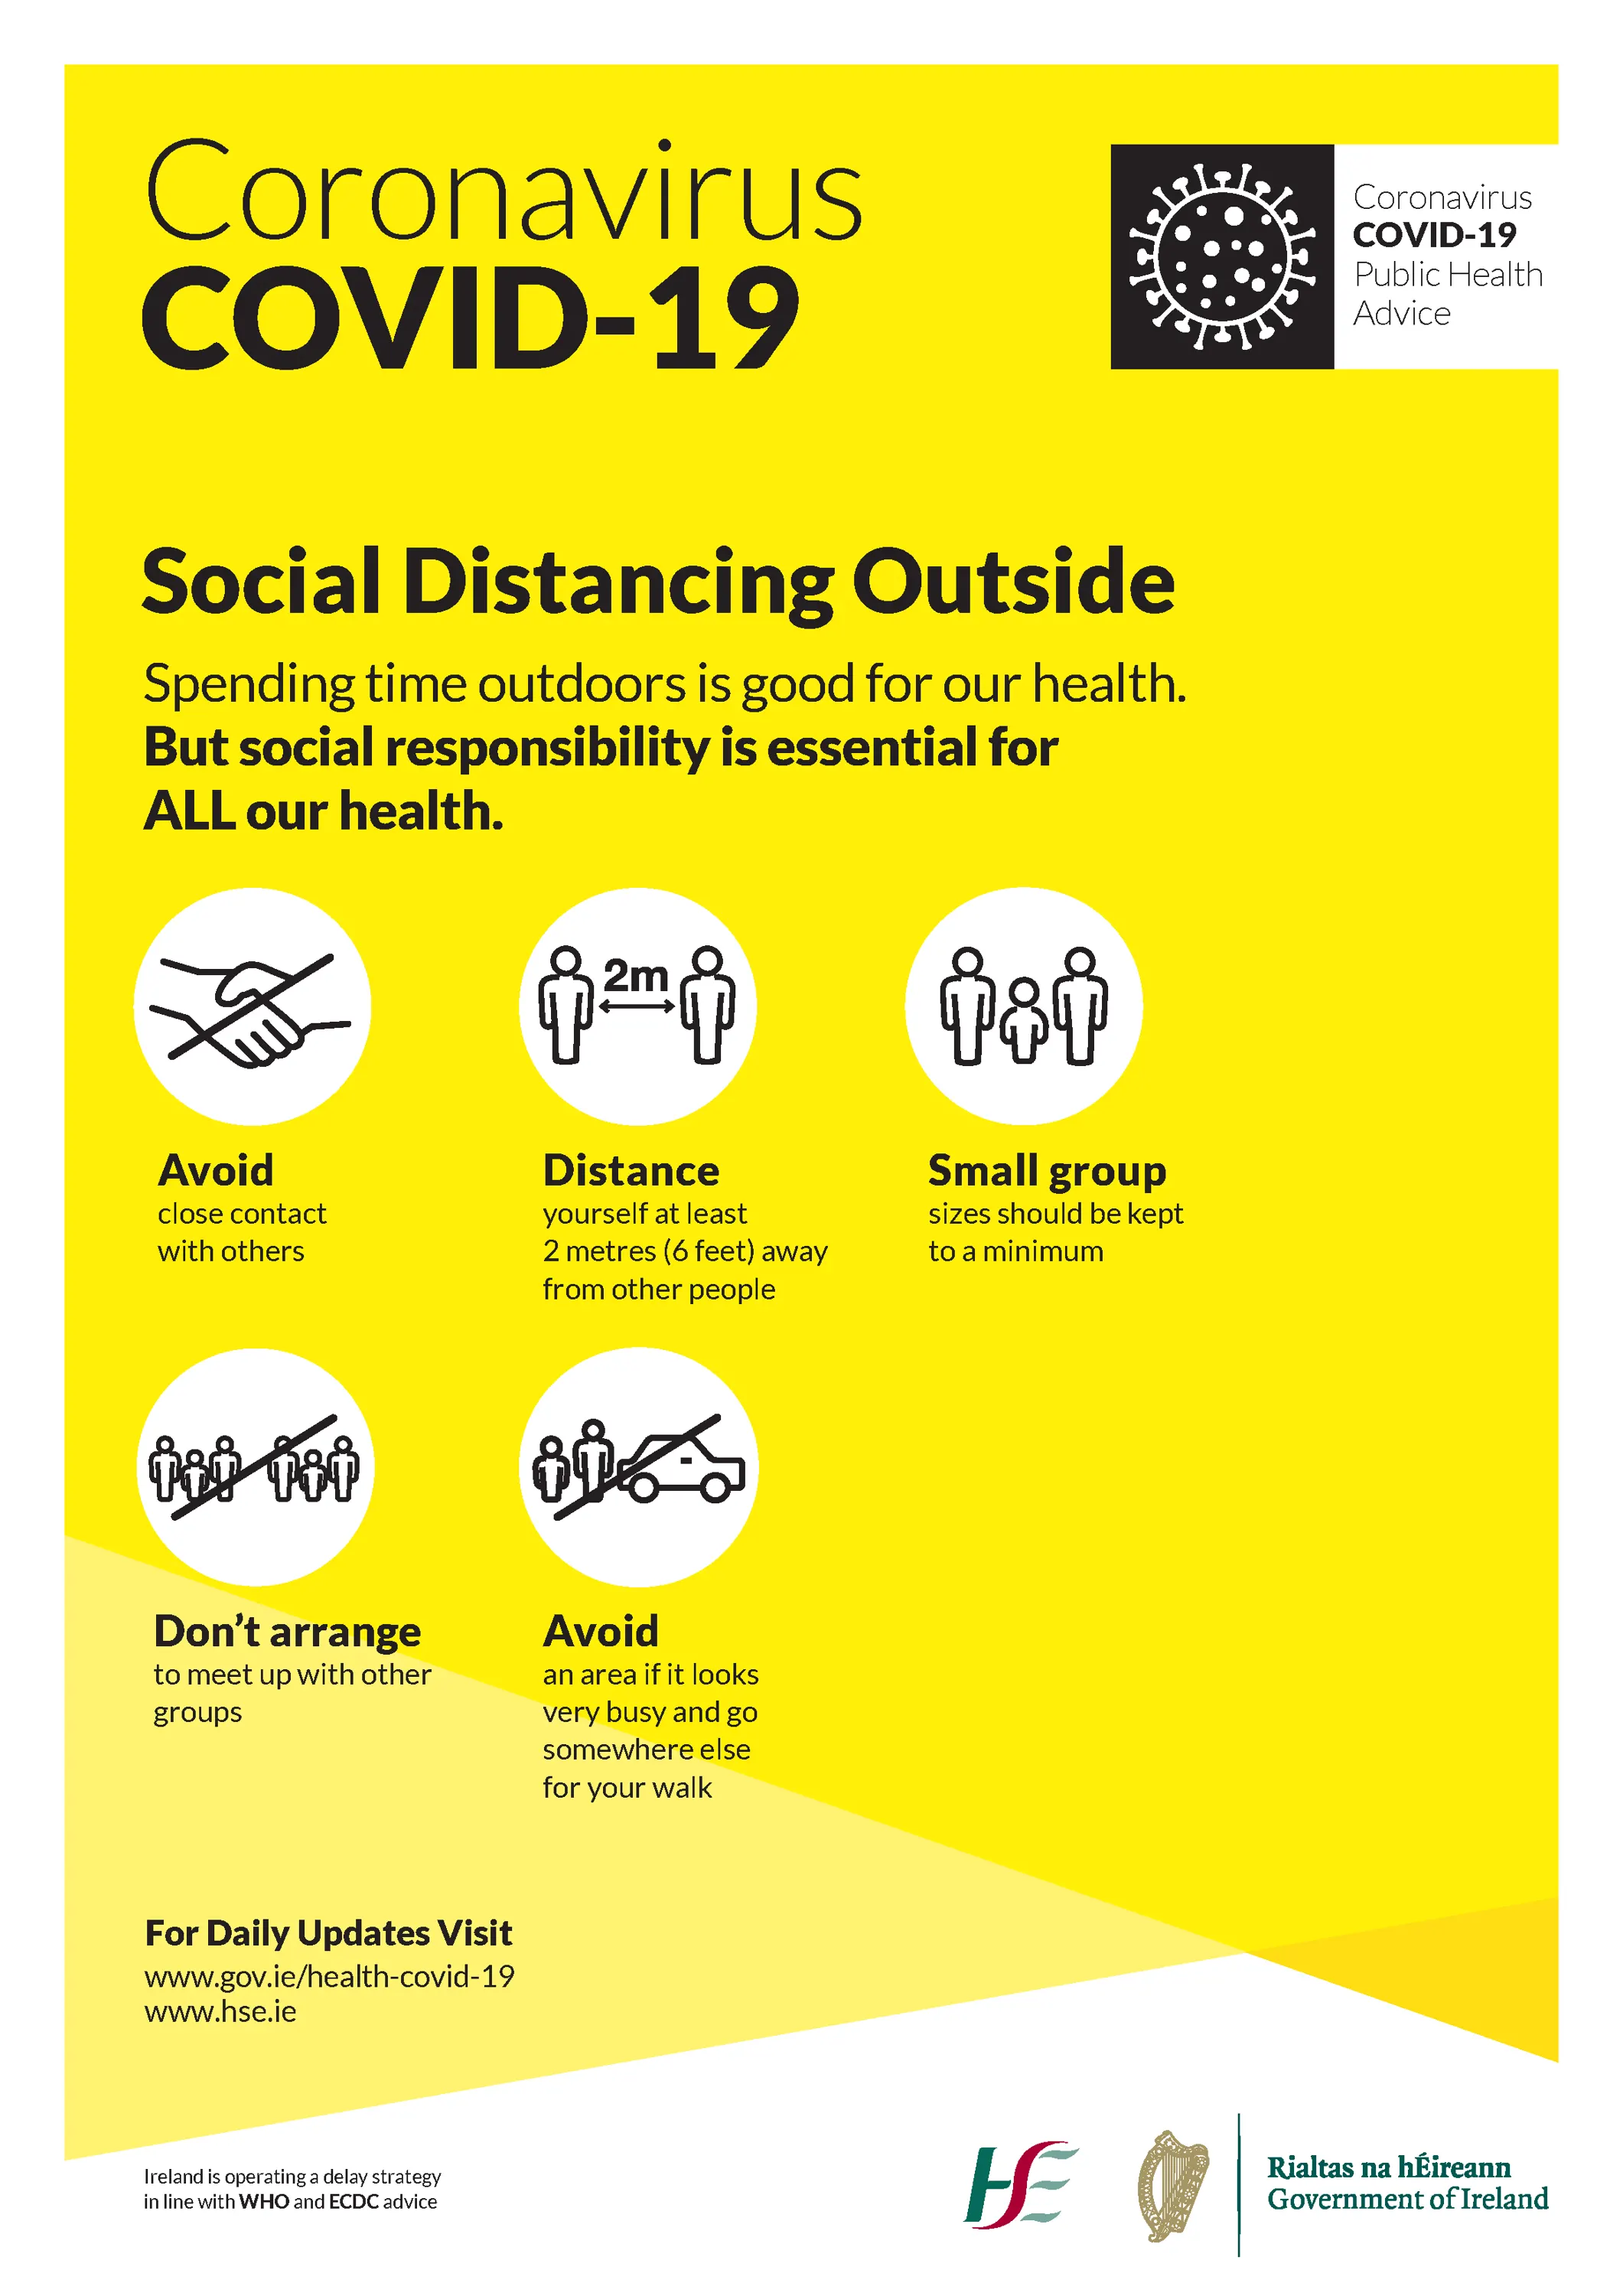 Coronavirus
COVID-19
Coronavirus
COVID-19
Public Health
Advice
Social Distancing Outside
Spending time outdoors is good for our health.
But social responsibility is essential for
ALL our health.
2m
Avoid
close contact
with others
Distance
yourself at least
2 metres (6 feet) away
from other people
Small group
sizes should be kept
to a minimum
Don't arrange
to meet up with other
groups
Avoid
an area if it looks
very busy and go
somewhere else
for your walk
For Daily Updates Visit
www.gov.ie/health-covid-19
www.hse.ie
Ireland is operating a delay strategy
in line with WHO and ECDC advice
HSE
Rialtas na hÉireann
Government of Ireland